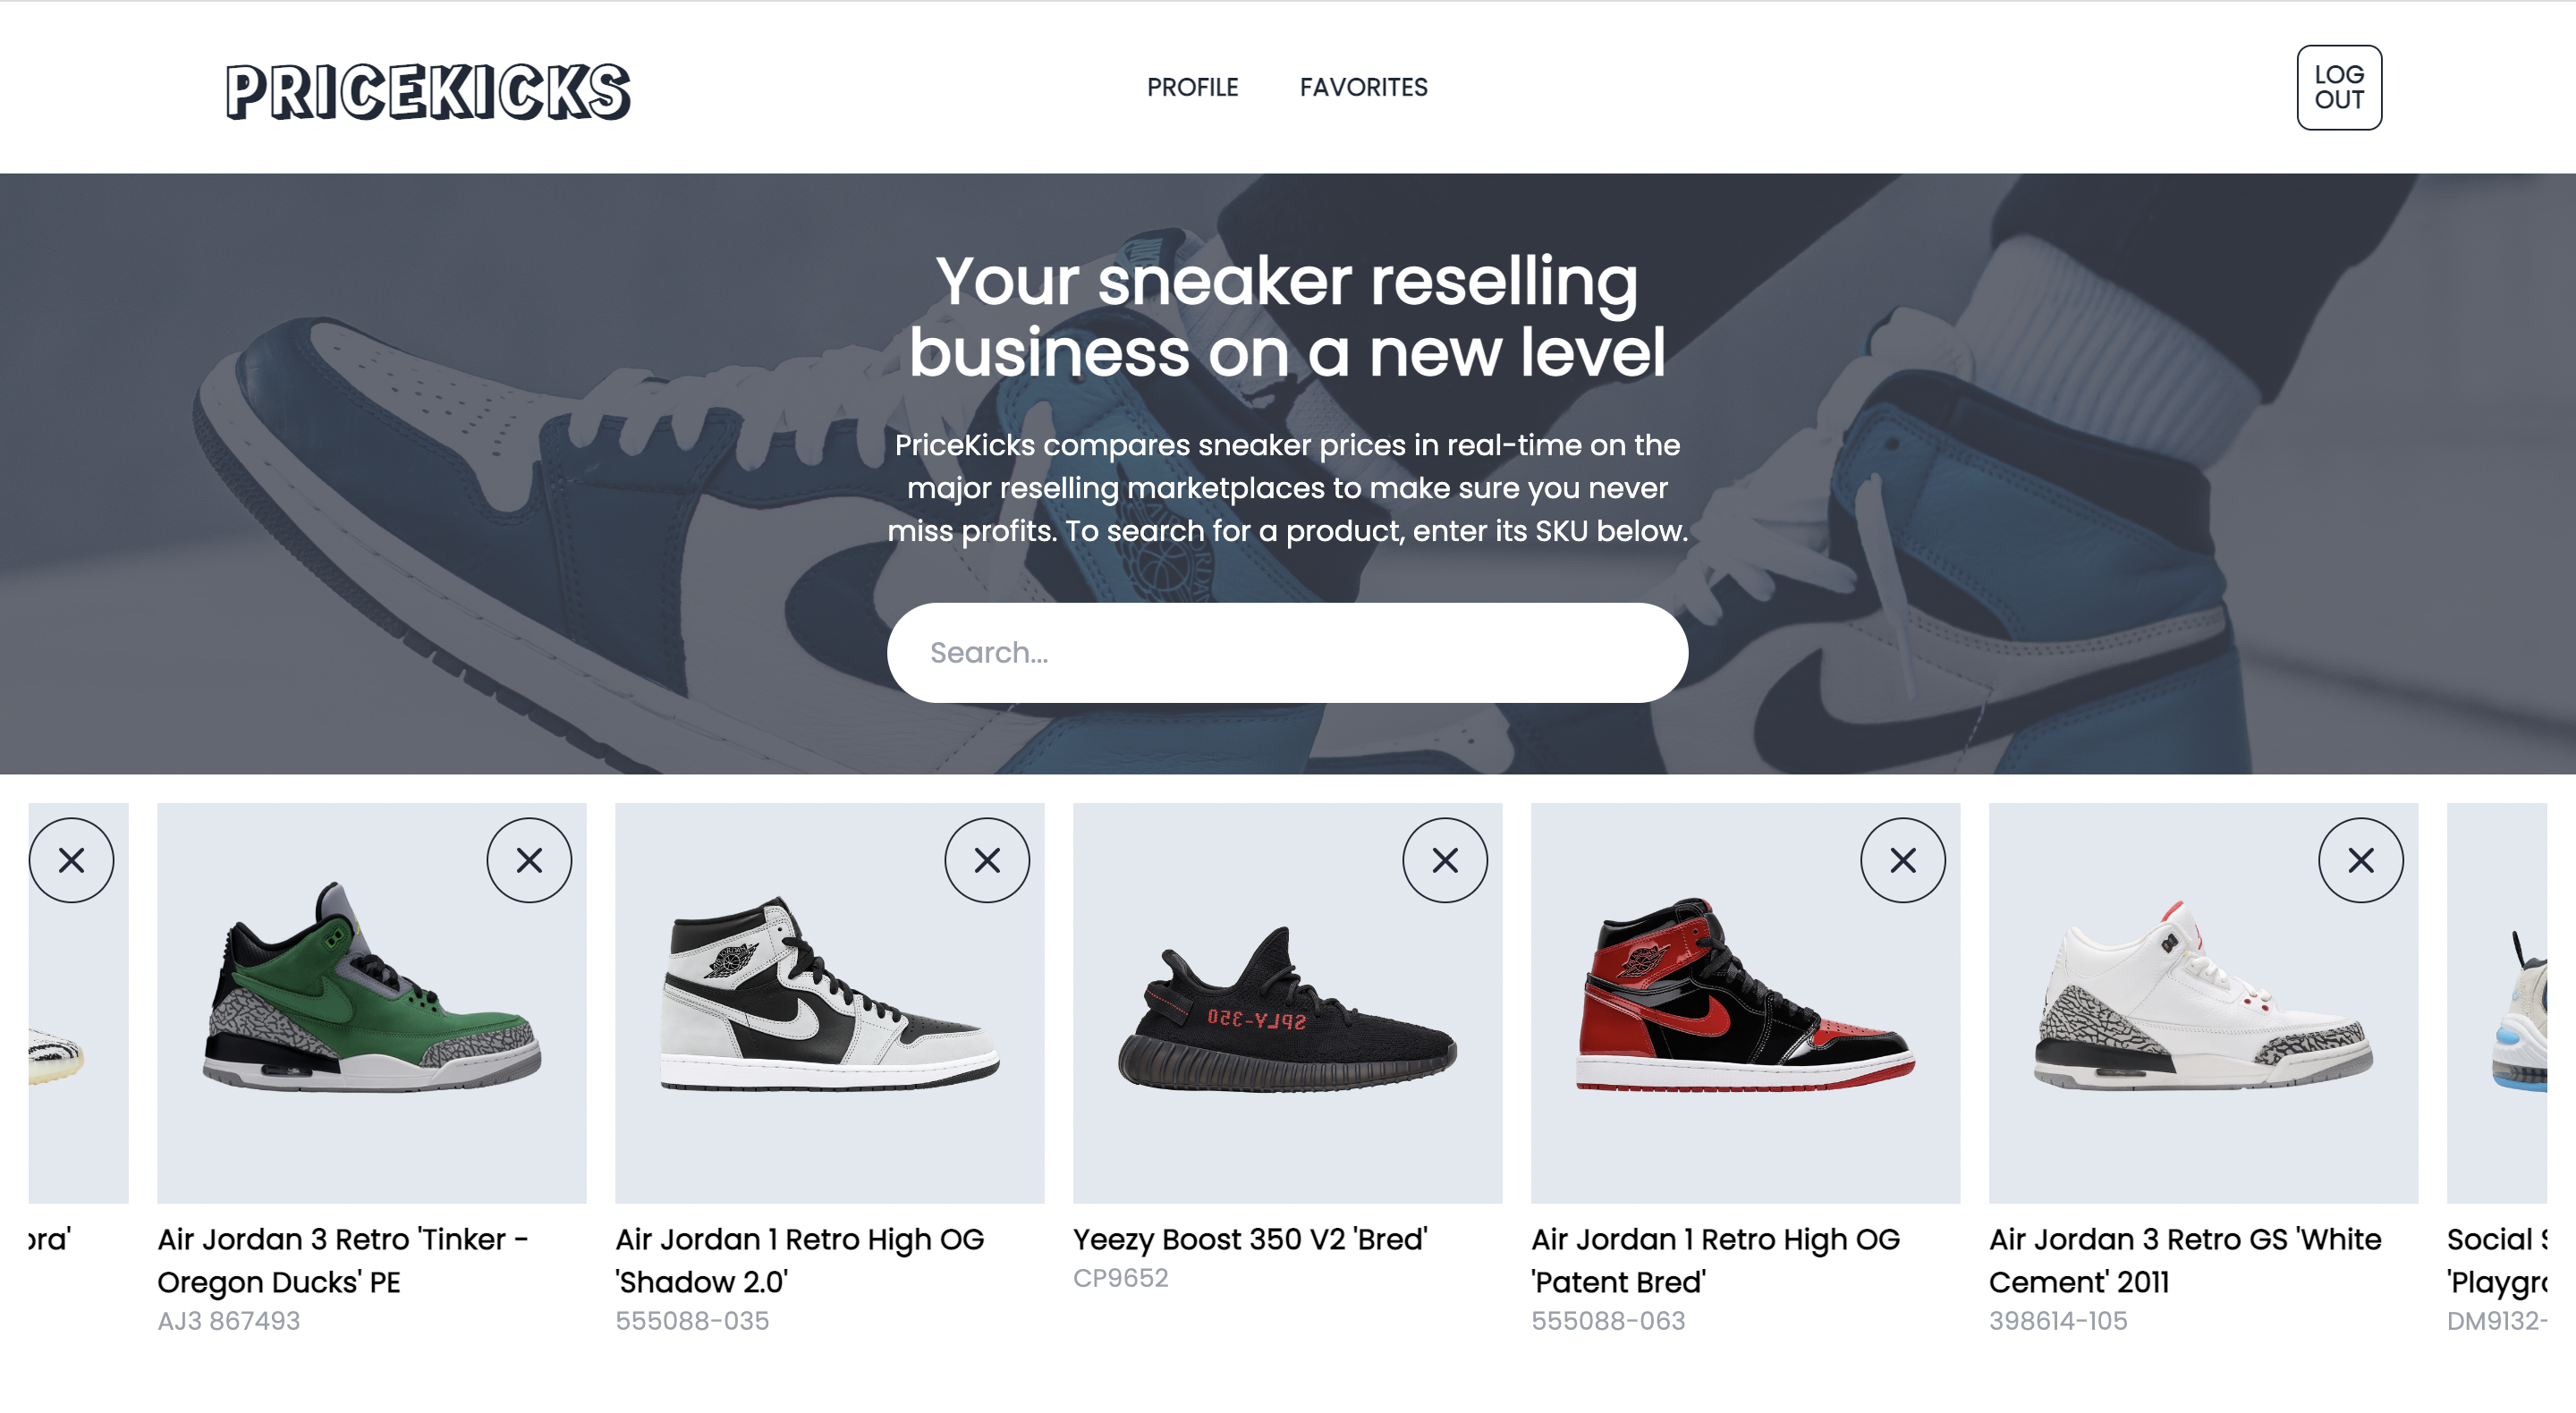 PRICEKICKS
PROFILE
FAVORITES
LOG
OUT
Your sneaker reselling
business on a new level
PriceKicks compares sneaker prices in real-time on the
major reselling marketplaces to make sure you never
miss profits. To search for a product, enter its SKU below.
Search...
ora'
Air Jordan 3 Retro 'Tinker -
Oregon Ducks' PE
AJ3 867493
Air Jordan 1 Retro High OG
'Shadow 2.0'
555088-035
SPLY-350
Yeezy Boost 350 V2 'Bred'
CP9652
Air Jordan 1 Retro High OG
'Patent Bred'
555088-063
Air Jordan 3 Retro GS 'White
Cement' 2011
398614-105
Social
'Playgr
DM9132-